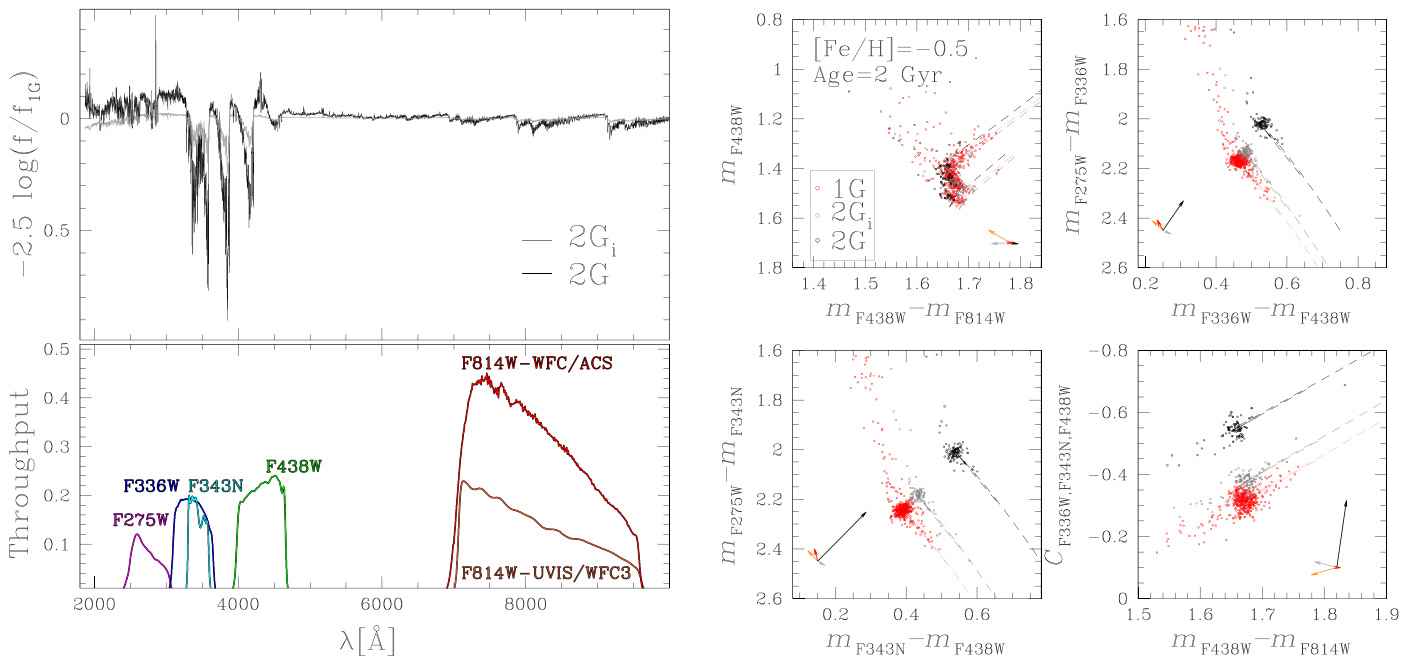 −2.5 log(f/f1G)
0
0.5
2Gi
2G
Throughput
0.5
0.4
0.3
0.2
0.1
F814W−WFC/ACS
F438W
F336W
F343N
F275W
F814W−UVIS/WFC3
2000
4000
6000
8000
λ[Å]
mF438W
0.8
1
1.2
1.4
1.6
1.8
[Fe/H]=−0.5
Age=2 Gyr
1G
2Gi
2G
1.4
1.5
1.6
1.7
1.8
mF438W−mF814W
mF275W−mF336W
1.6
1.8
2
2.2
2.4
2.6
0.2
0.4
0.6
0.8
mF336W−mF438W
mF275W−mF343N
1.6
1.8
2
2.2
2.4
2.6
0.2
0.4
0.6
mF343N−mF438W
CF336W,F343N,F438W
−0.8
−0.6
−0.4
−0.2
0
1.5
1.6
1.7
1.8
1.9
mF438W−mF814W